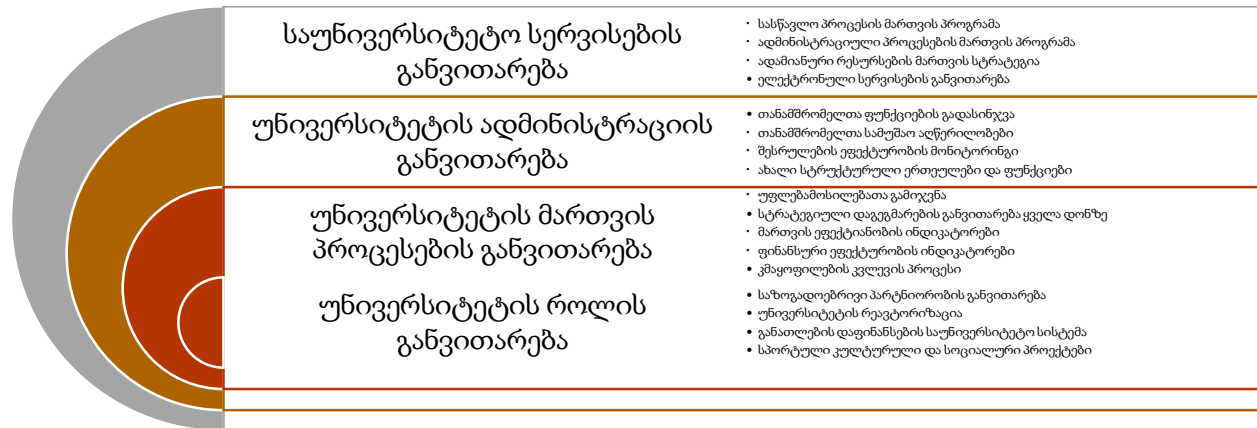 საუნივერსიტეტო სერვისების
განვითარება
· სასწავლო პროცესის მართვის პროგრამა
· ადმინისტრაციული პროცესების მართვის პროგრამა
· ადამიანური რესურსების მართვის სტრატეგია
• ელექტრონული სერვისების განვითარება
უნივერსიტეტის ადმინისტრაციის
განვითარება
• თანამშრომელთა ფუნქციების გადასინჯვა
· თანამშრომელთა სამუშაო აღწერილობები
· შესრულების ეფექტურობის მონიტორინგი
· ახალი სტრუქტურული ერთეულები და ფუნქციები
უნივერსიტეტის მართვის
პროცესების განვითარება
· უფლებამოსილებათა გამიჯვნა
• სტრატეგიული დაგეგმარების განვითარება ყველა დონზე
• მართვის ეფექტიანობის ინდიკატორები
· ფინანსური ეფექტურობის ინდიკატორები
• კმაყოფილების კვლევის პროცესი
უნივერსიტეტის როლის
განვითარება
• საზოგადოებრივი პარტნიორობის განვითარება
• უნივერსიტეტის რეავტორიზაცია
• განათლების დაფინანსების საუნივერსიტეტო სისტემა
• სპორტული კულტურული და სოციალური პროექტები